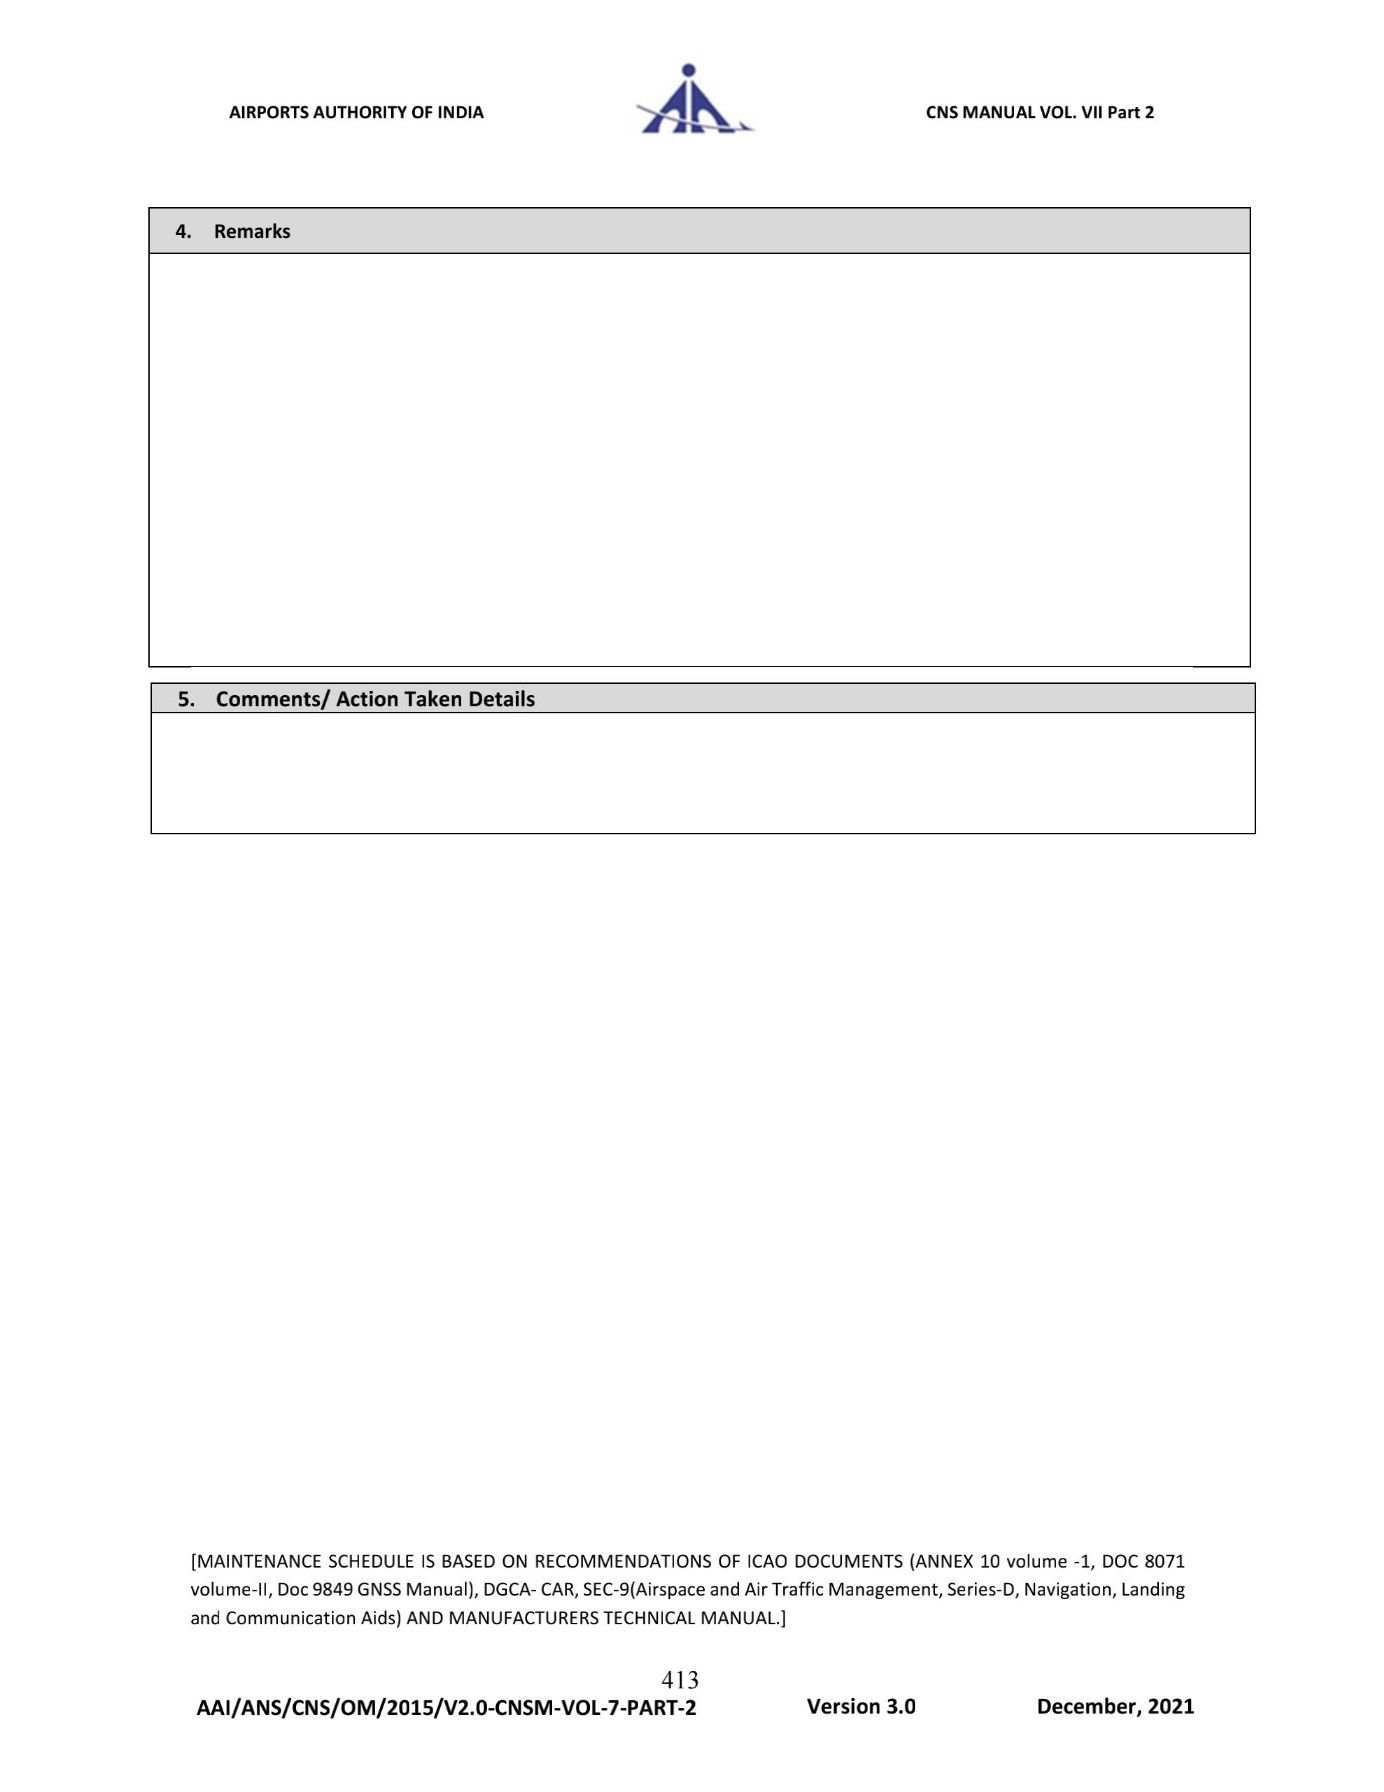 AIRPORTS AUTHORITY OF INDIA
CNS MANUAL VOL. VII Part 2
4. Remarks
5. Comments/ Action Taken Details
[MAINTENANCE SCHEDULE IS BASED ON RECOMMENDATIONS OF ICAO DOCUMENTS (ANNEX 10 volume -1, DOC 8071
volume-II, Doc 9849 GNSS Manual), DGCA- CAR, SEC-9(Airspace and Air Traffic Management, Series-D, Navigation, Landing
and Communication Aids) AND MANUFACTURERS TECHNICAL MANUAL.]
413
AAI/ANS/CNS/OM/2015/V2.0-CNSM-VOL-7-PART-2 Version 3.0 December, 2021